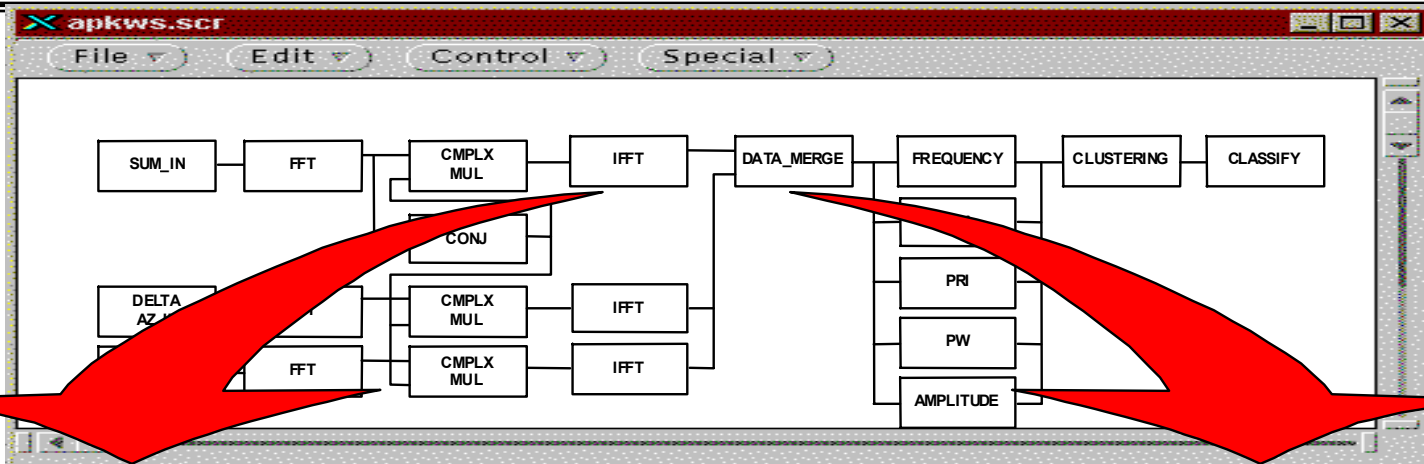 apkws.scr
File Edit Control Special
SUM_IN FFT CMPLX MUL IFFT DATA_MERGE FREQUENCY CLUSTERING CLASSIFY
CONJ
PRI
DELTA CMPLX MUL IFFT
PW
FFT CMPLX MUL IFFT
AMPLITUDE